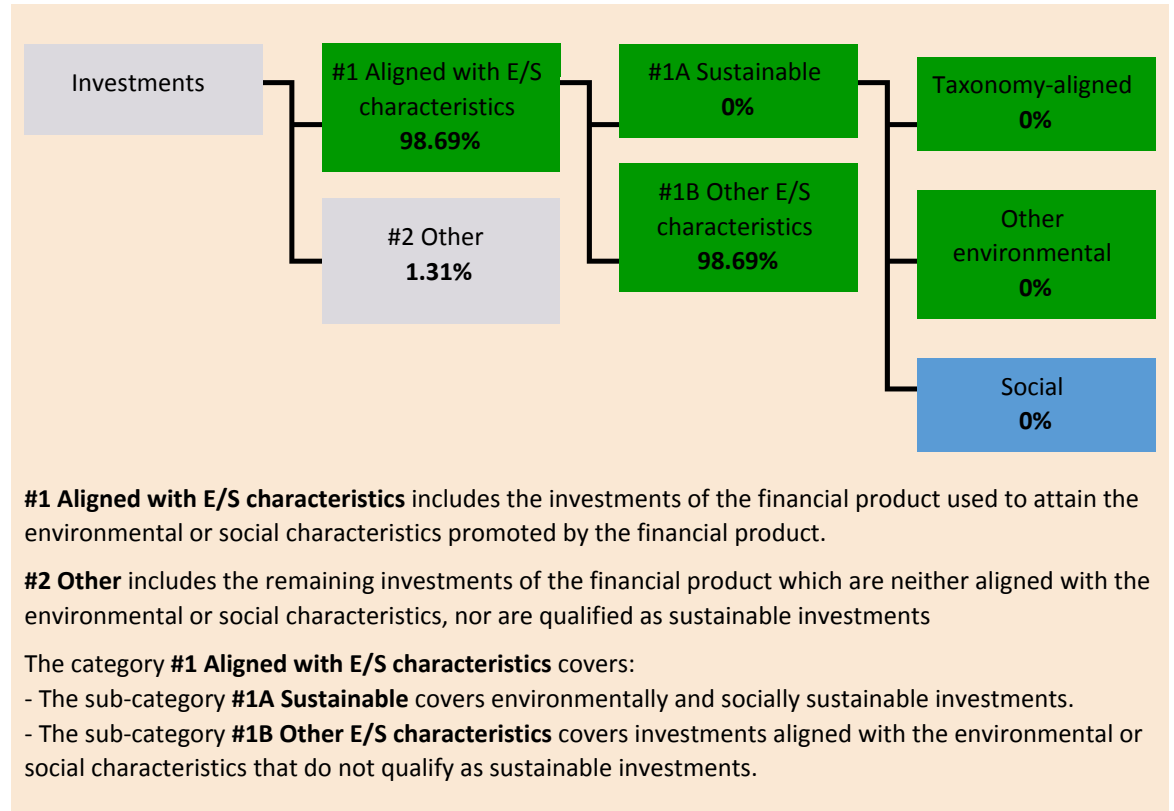 Investments
#1 Aligned with E/S
characteristics
98.69%
#2 Other
1.31%
#1A Sustainable
0%
#1B Other E/S
characteristics
98.69%
Taxonomy-aligned
0%
Other
environmental
0%
Social
0%
#1 Aligned with E/S characteristics includes the investments of the financial product used to attain the
environmental or social characteristics promoted by the financial product.
#2 Other includes the remaining investments of the financial product which are neither aligned with the
environmental or social characteristics, nor are qualified as sustainable investments
The category #1 Aligned with E/S characteristics covers:
- The sub-category #1A Sustainable covers environmentally and socially sustainable investments.
- The sub-category #1B Other E/S characteristics covers investments aligned with the environmental or
social characteristics that do not qualify as sustainable investments.